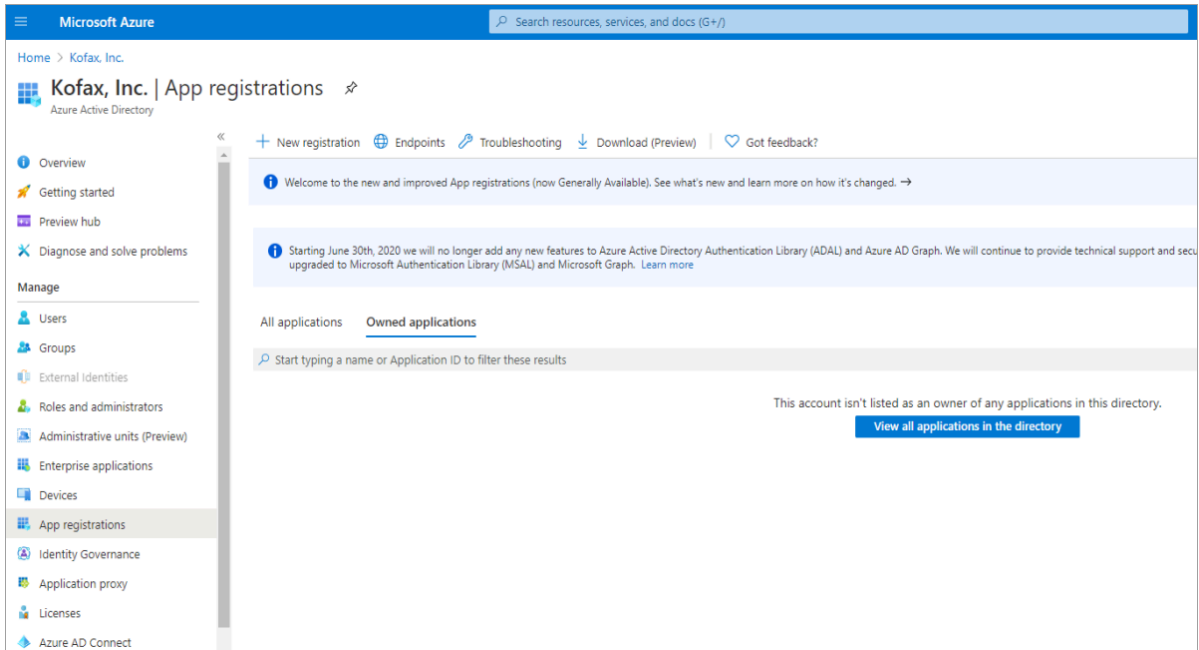 Microsoft Azure
Search resources, services, and docs (G+/)
Home > Kofax, Inc.
Kofax, Inc. | App registrations
Azure Active Directory
«
Overview
Getting started
Preview hub
Diagnose and solve problems
Manage
Users
Groups
External Identities
Roles and administrators
Administrative units (Preview)
Enterprise applications
Devices
App registrations
Identity Governance
Application proxy
Licenses
Azure AD Connect
New registration Endpoints Troubleshooting Download (Preview) Got feedback?
Welcome to the new and improved App registrations (now Generally Available). See what's new and learn more on how it's changed. →
Starting June 30th, 2020 we will no longer add any new features to Azure Active Directory Authentication Library (ADAL) and Azure AD Graph. We will continue to provide technical support and secu
upgraded to Microsoft Authentication Library (MSAL) and Microsoft Graph. Learn more
All applications Owned applications
Start typing a name or Application ID to filter these results
This account isn't listed as an owner of any applications in this directory.
View all applications in the directory